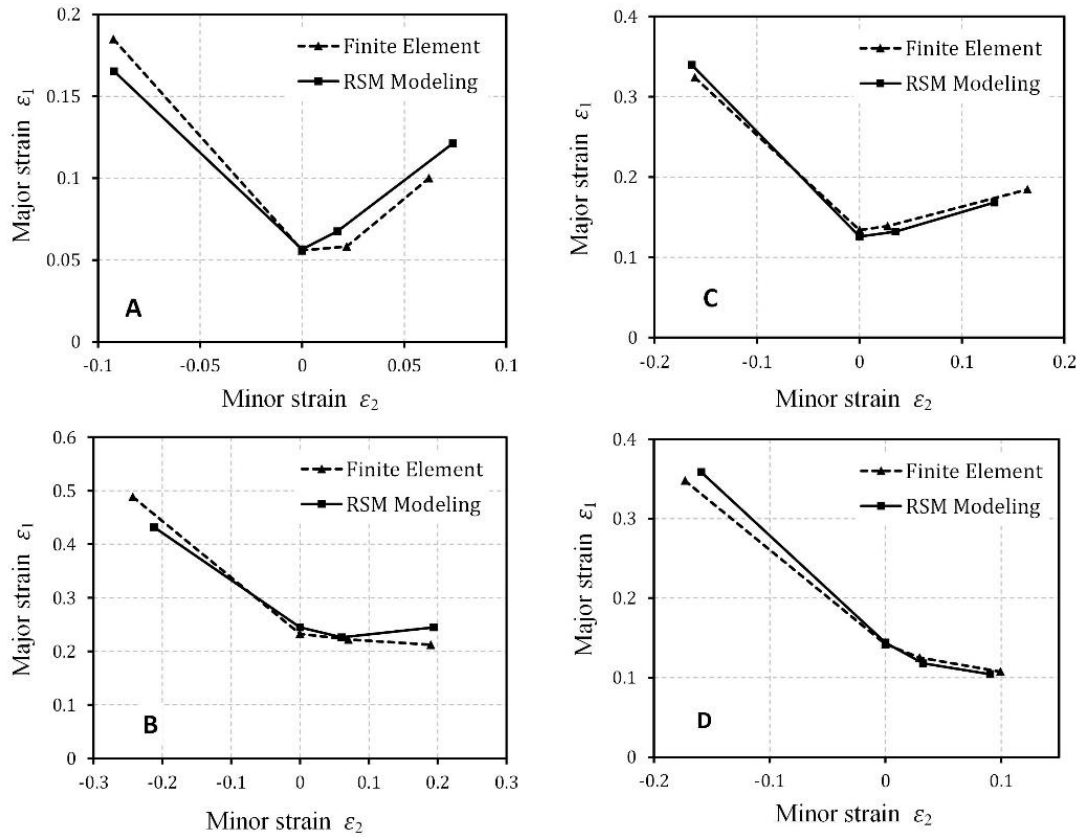 Major strain ε1
0.2
0.15
0.1
0.05
0
-0.1
-0.05
0
0.05
0.1
Minor strain ε2
Finite Element
RSM Modeling
A
Major strain ε1
0.4
0.3
0.2
0.1
0
-0.2
-0.1
0
0.1
0.2
Minor strain ε2
Finite Element
RSM Modeling
C
Major strain ε1
0.6
0.5
0.4
0.3
0.2
0.1
0
-0.3
-0.2
-0.1
0
0.1
0.2
0.3
Minor strain ε2
Finite Element
RSM Modeling
B
Major strain ε1
0.4
0.3
0.2
0.1
0
-0.2
-0.1
0
0.1
Minor strain ε2
Finite Element
RSM Modeling
D